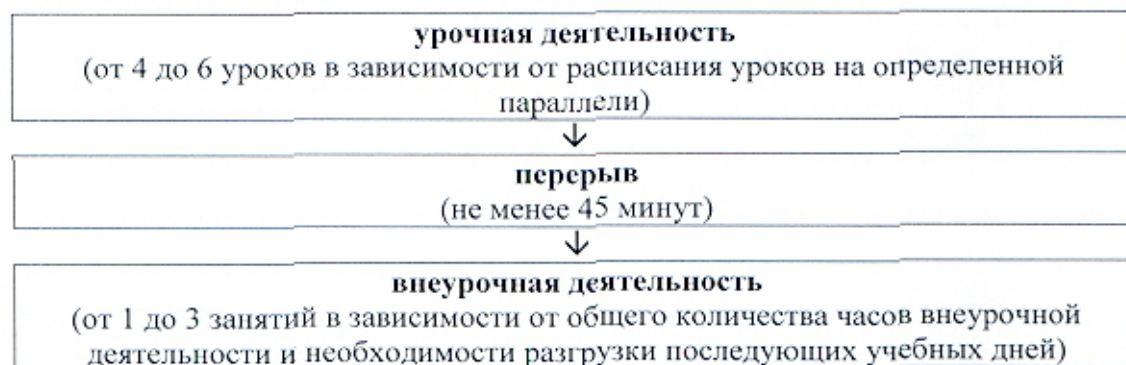 урочная деятельность
(от 4 до 6 уроков в зависимости от расписания уроков на определенной
параллели)
перерыв
(не менее 45 минут)
внеурочная деятельность
(от 1 до 3 занятий в зависимости от общего количества часов внеурочной
деятельности и необходимости разгрузки последующих учебных дней)